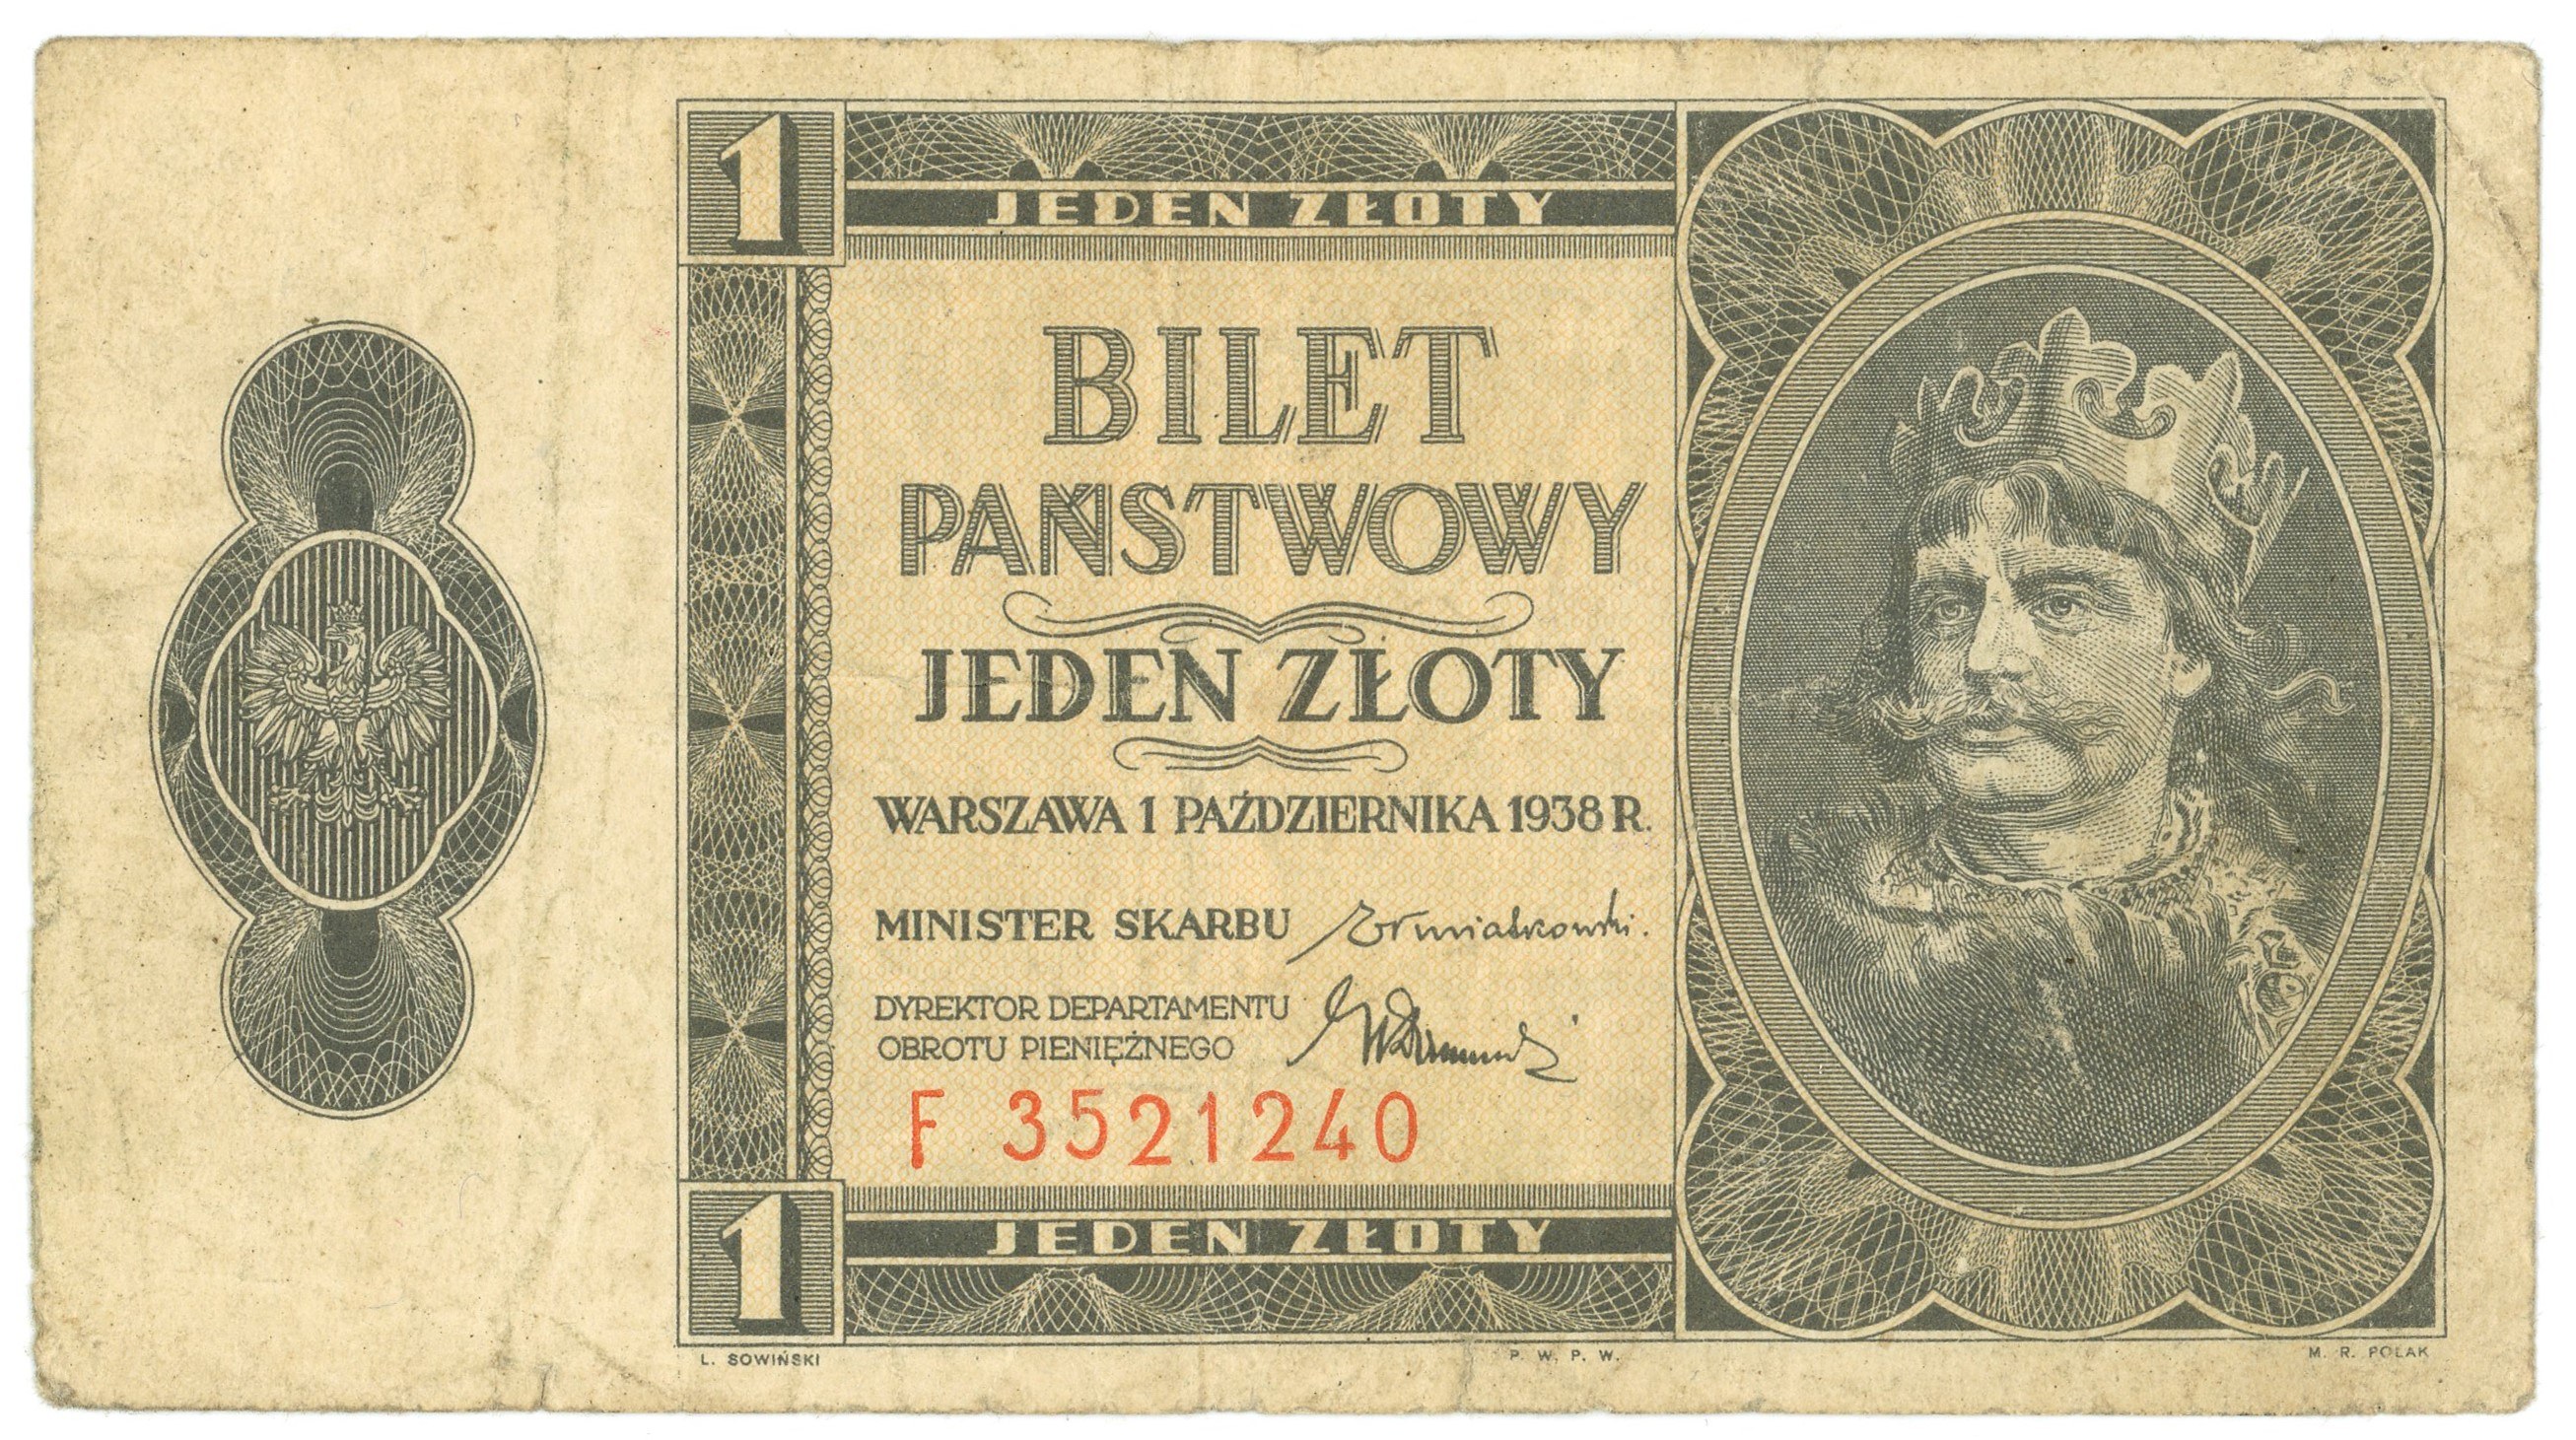 1
JEDEN ZŁOTY
BILET
PAŃSTWOWY
JEDEN ZŁOTY
WARSZAWA 1 PAŹDZIERNIKA 1938 R.
MINISTER SKARBU
DYREKTOR DEPARTAMENTU
OBROTU PIENIĘŻNEGO
F 3521240
1
JEDEN ZŁOTY
L. SOWIŃSKI
P. W. P. W.
M. R. POLAK